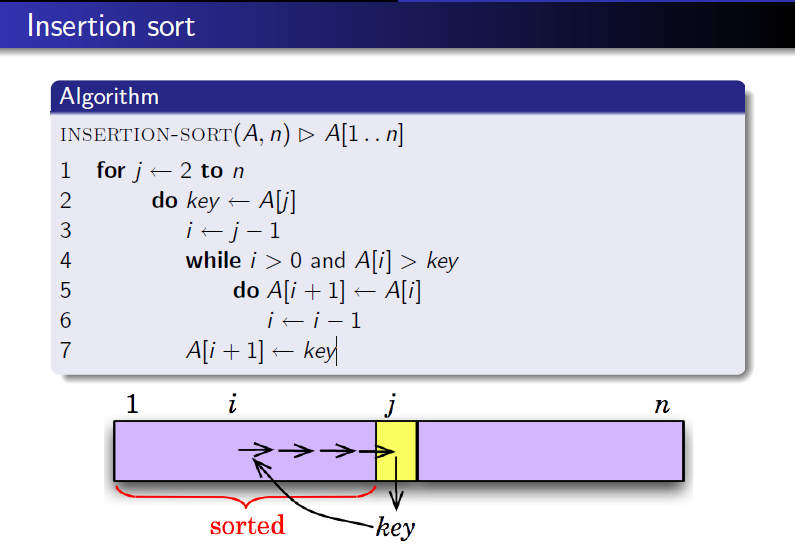 Insertion sort
Algorithm
INSERTION-SORT(A, n) ▷ A[1 . . n]
1 for j ← 2 to n
2 do key ← A[j]
3 i ← j − 1
4 while i > 0 and A[i] > key
5 do A[i + 1] ← A[i]
6 i ← i − 1
7 A[i + 1] ← key
1 i j n
sorted
key